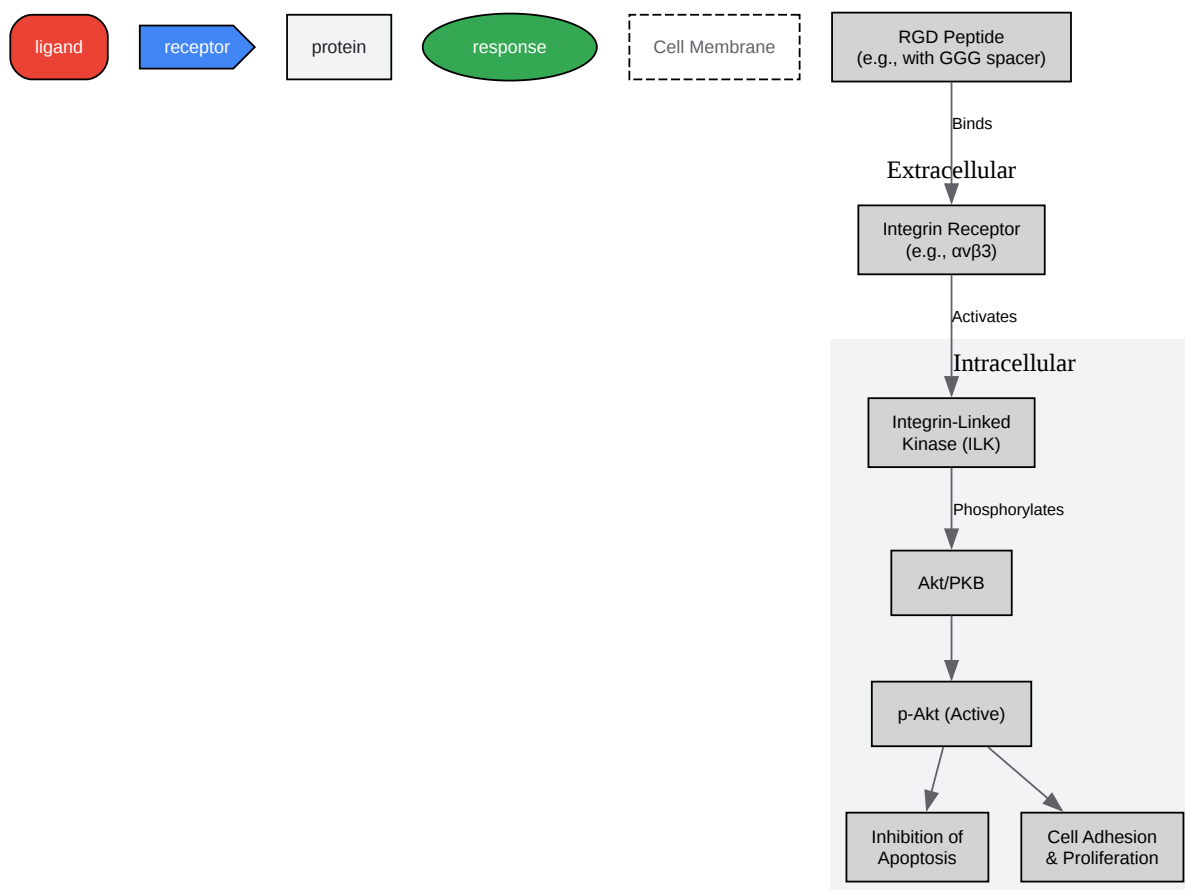 ligand
receptor
protein
response
Cell Membrane
RGD Peptide
(e.g., with GGG spacer)
Binds
Extracellular
Integrin Receptor
(e.g., αvβ3)
Activates
Intracellular
Integrin-Linked
Kinase (ILK)
Phosphorylates
Akt/PKB
p-Akt (Active)
Inhibition of
Apoptosis
Cell Adhesion
& Proliferation